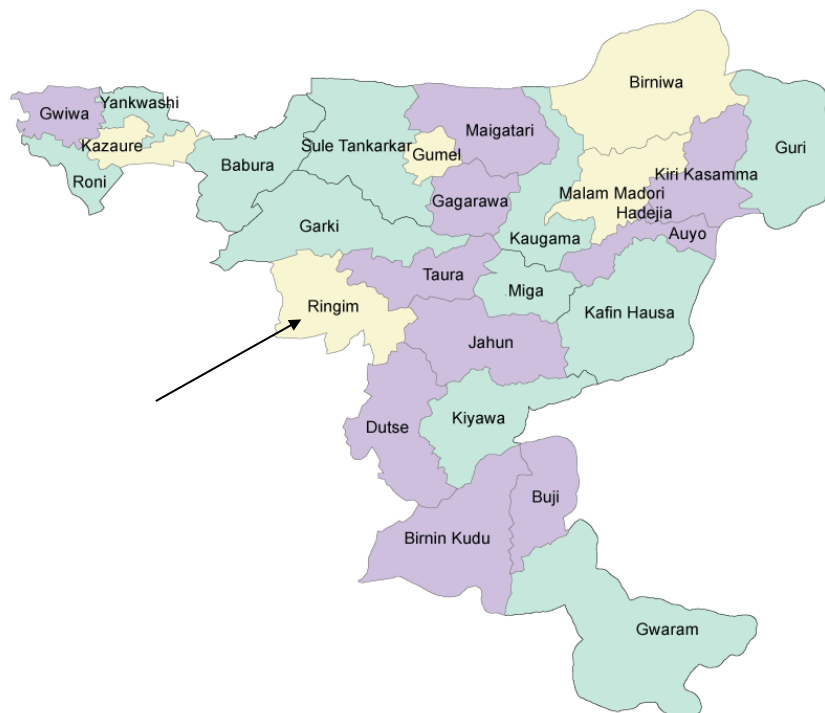 Birniwa
Yankwashi
Gwiwa
Maigatari
Kazaure
Sule Tankarkar
Gumel
Guri
Babura
Kiri Kasamma
Roni
Malam Madori
Gagarawa
Hadejia
Garki
Auyo
Kaugama
Taura
Miga
Ringim
Kafin Hausa
Jahun
Kiyawa
Dutse
Buji
Birnin Kudu
Gwaram